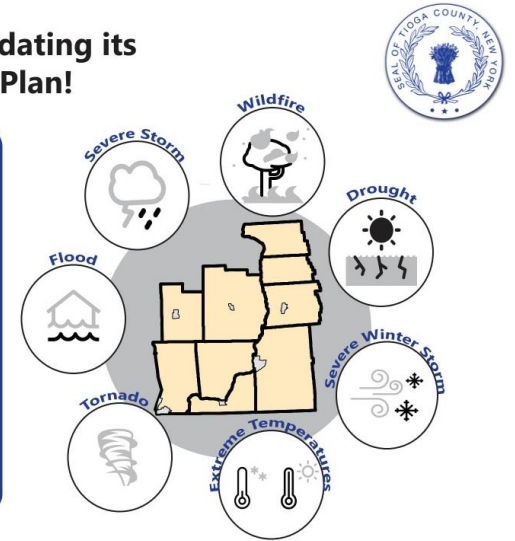 dating its
Plan!
SEAL OF TIOGA COUNTY, NEW YORK
Wildfire
Severe Storm
Drought
Flood
Severe Winter Storm
Tornado
Extreme Temperatures